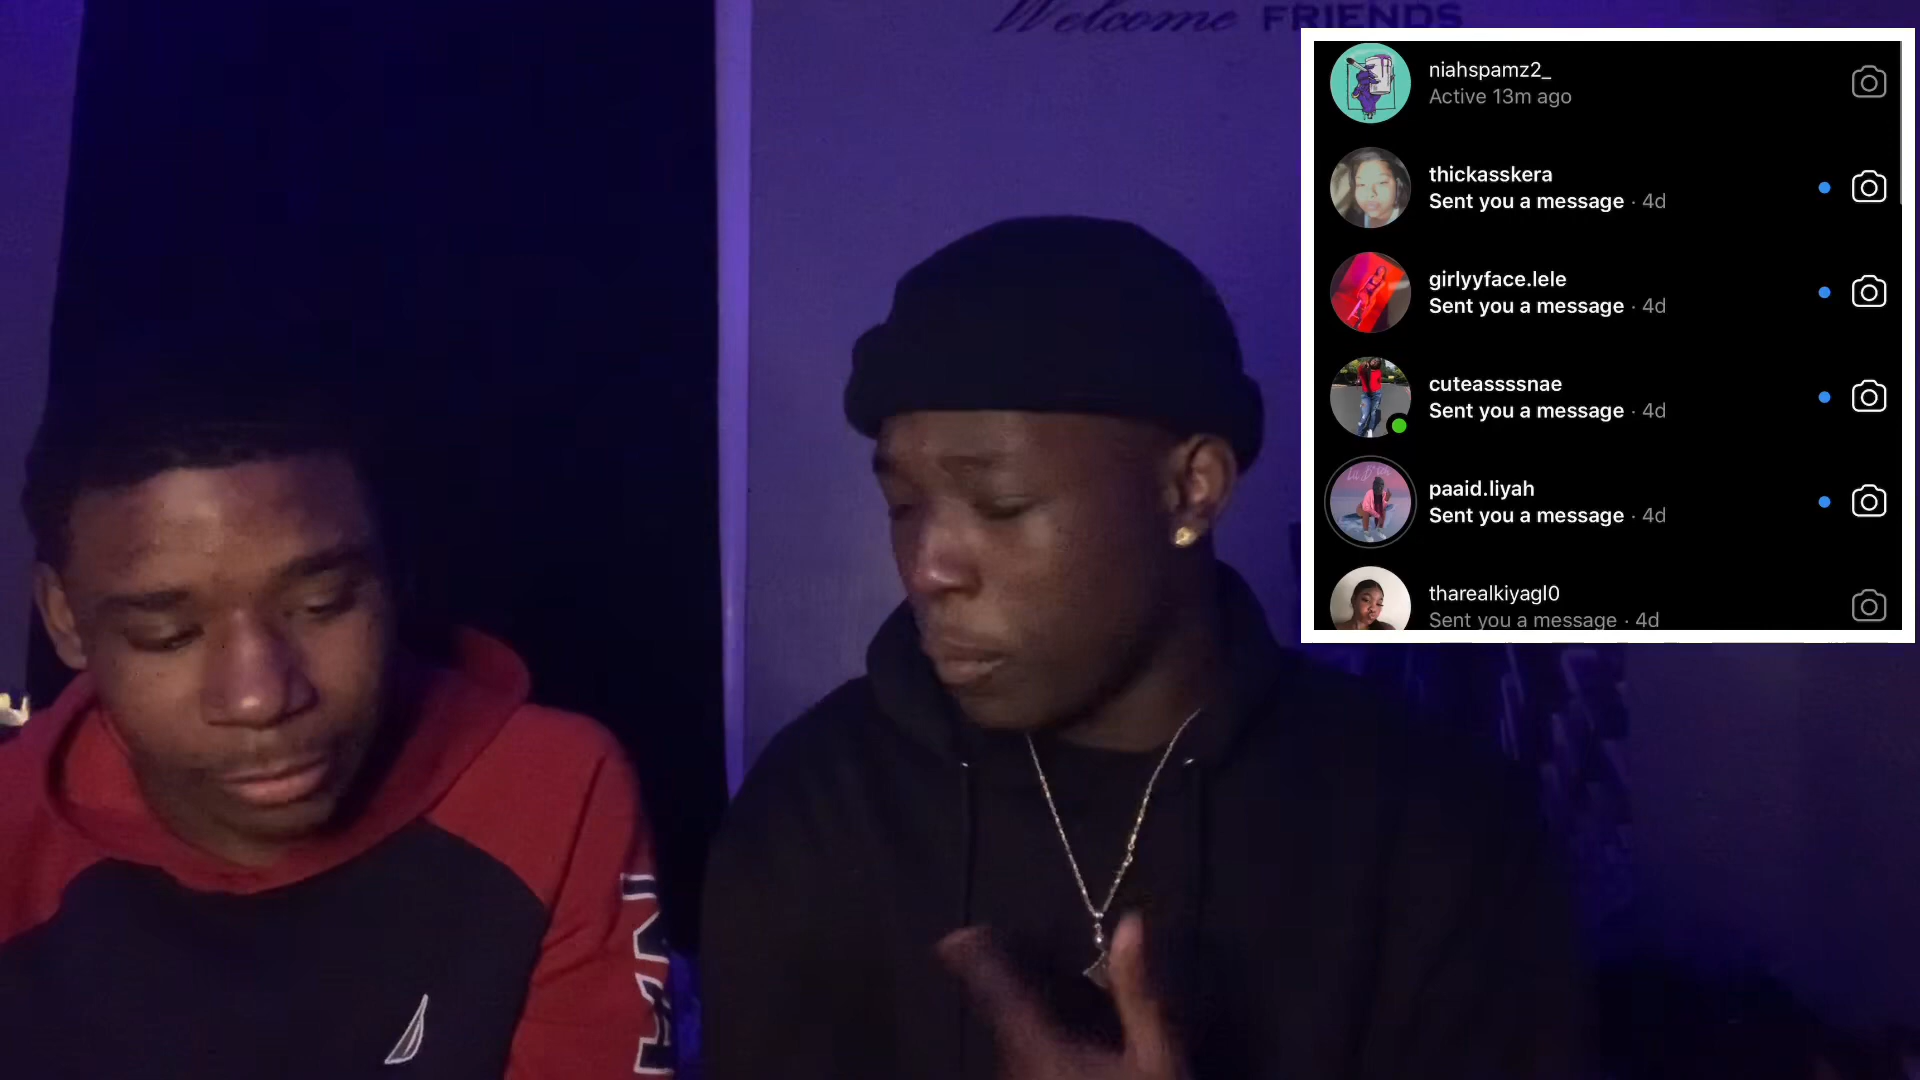 Welcome FRIENDS
niahspamz2_
Active 13m ago
thickasskera
Sent you a message · 4d
girlyyface.lele
Sent you a message · 4d
cuteassssnae
Sent you a message · 4d
paaid.liyah
Sent you a message · 4d
tharealkiyagl0
Sent you a message · 4d